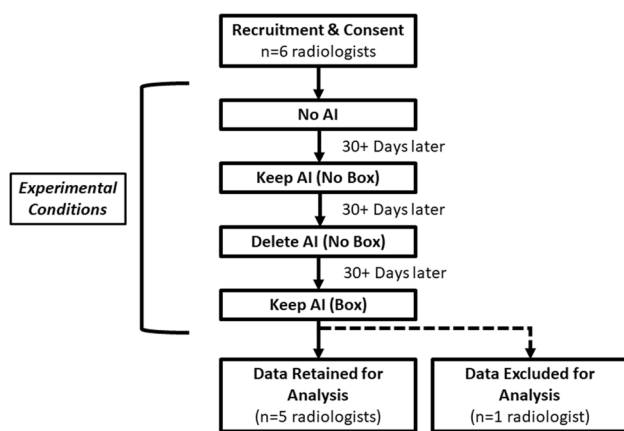 Recruitment & Consent
n=6 radiologists
No AI
30+ Days later
Keep AI (No Box)
30+ Days later
Experimental
Conditions
Delete AI (No Box)
30+ Days later
Keep AI (Box)
Data Retained for
Analysis
(n=5 radiologists)
Data Excluded for
Analysis
(n=1 radiologist)